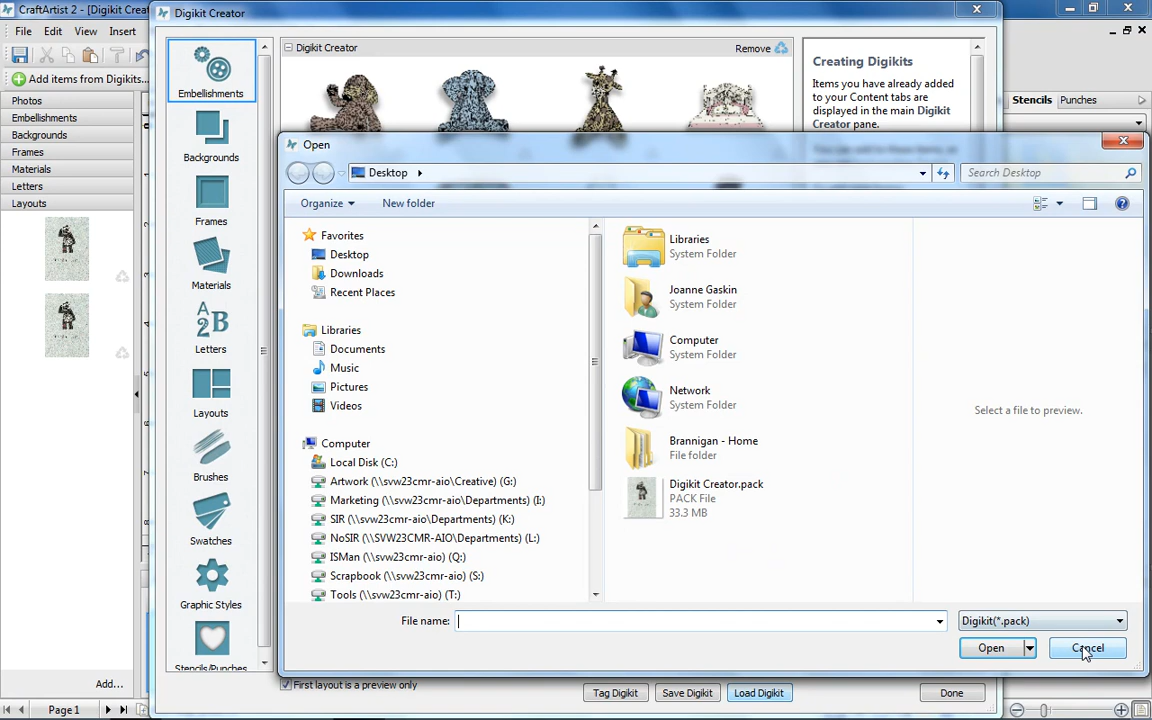 CraftArtist 2 - [Digikit Creat
Digikit Creator
File Edit View Insert
Add items from Digikits...
Photos
Embellishments
Backgrounds
Frames
Materials
Letters
Layouts
Add...
Page 1
Embellishments
Backgrounds
Frames
Materials
A
2B
Letters
Layouts
Brushes
Swatches
Graphic Styles
Stencils/Punches
Digikit Creator
Remove
Creating Digikits
Items you have already added
to your Content tabs are
displayed in the main Digikit
Creator pane.
Stencils Punches
Open
Desktop
Search Desktop
Organize
New folder
Favorites
Desktop
Downloads
Recent Places
Libraries
Documents
Music
Pictures
Videos
Computer
Local Disk (C:)
Artwork (\\svw23cmr-aio\Creative) (G:)
Marketing (\\svw23cmr-aio\Departments) (I:)
SIR (\\svw23cmr-aio\Departments) (K:)
NoSIR (\\SVW23CMR-AIO\Departments) (L:)
ISMan (\\svw23cmr-aio) (Q:)
Scrapbook (\\svw23cmr-aio) (S:)
Tools (\\svw23cmr-aio) (T:)
Libraries
System Folder
Joanne Gaskin
System Folder
Computer
System Folder
Network
System Folder
Brannigan - Home
File folder
Digikit Creator.pack
PACK File
33.3 MB
Select a file to preview.
File name:
Digikit(*.pack)
Open
Cancel
First layout is a preview only
Tag Digikit
Save Digikit
Load Digikit
Done